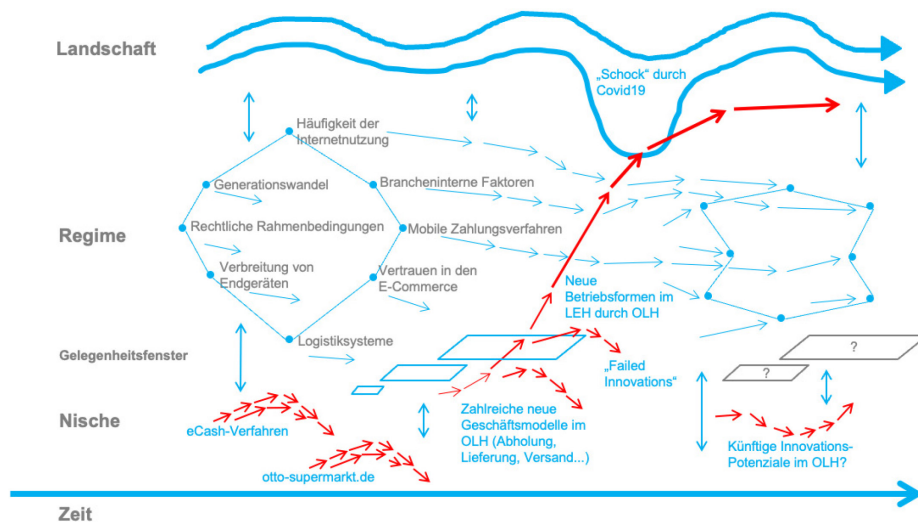 Landschaft
„Schock“ durch
Covid19
Häufigkeit der
Internetnutzung
Generationswandel
Brancheninterne Faktoren
Regime
Rechtliche Rahmenbedingungen
Mobile Zahlungsverfahren
Verbreitung von
Endgeräten
Vertrauen in den
E-Commerce
Neue
Betriebsformen im
LEH durch OLH
Logistiksysteme
Gelegenheitsfenster
?
?
„Failed
Innovations“
Nische
eCash-Verfahren
Zahlreiche neue
Geschäftsmodelle im
OLH (Abholung,
Lieferung, Versand...)
Künftige Innovations-
Potenziale im OLH?
otto-supermarkt.de
Zeit